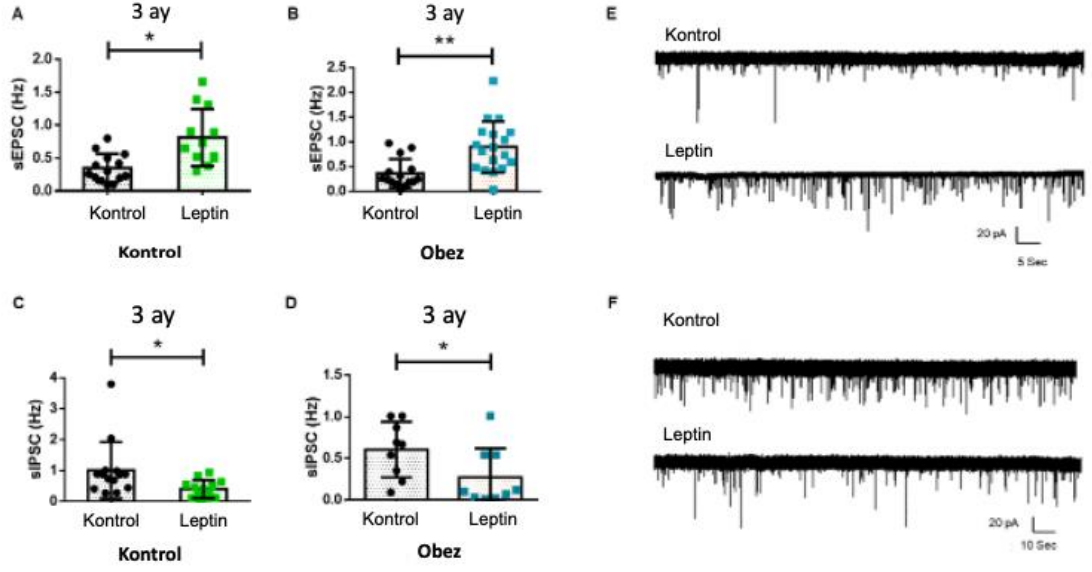 A
3 ay
*
sEPSC (Hz)
2.0
1.5
1.0
0.5
0.0
Kontrol Leptin
Kontrol
B
3 ay
**
sEPSC (Hz)
2.5
2.0
1.5
1.0
0.5
0.0
Kontrol Leptin
Obez
C
3 ay
*
sIPSC (Hz)
4
3
2
1
0
Kontrol Leptin
Kontrol
D
3 ay
*
sIPSC (Hz)
1.5
1.0
0.5
0.0
Kontrol Leptin
Obez
E
Kontrol
Leptin
20 pA
5 Sec
F
Kontrol
Leptin
20 pA
10 Sec